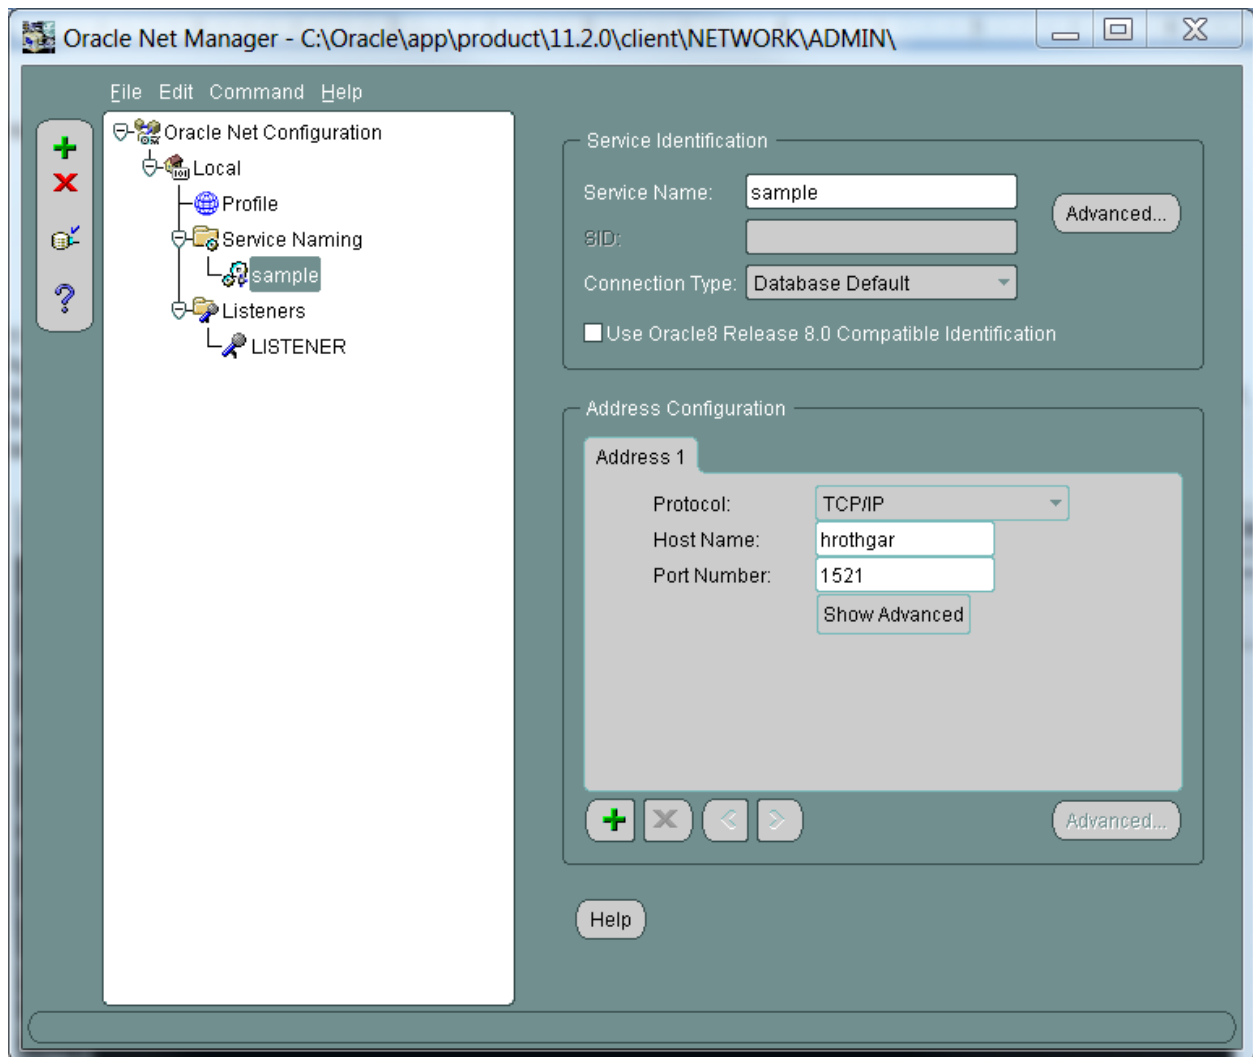 Oracle Net Manager - C:\Oracle\app\product\11.2.0\client\NETWORK\ADMIN\
File Edit Command Help
Oracle Net Configuration
Local
Profile
Service Naming
sample
Listeners
LISTENER
Service Identification
Service Name: sample
Advanced...
SID:
Connection Type: Database Default
Use Oracle8 Release 8.0 Compatible Identification
Address Configuration
Address 1
Protocol: TCP/IP
Host Name: hrothgar
Port Number: 1521
Show Advanced
Advanced...
Help